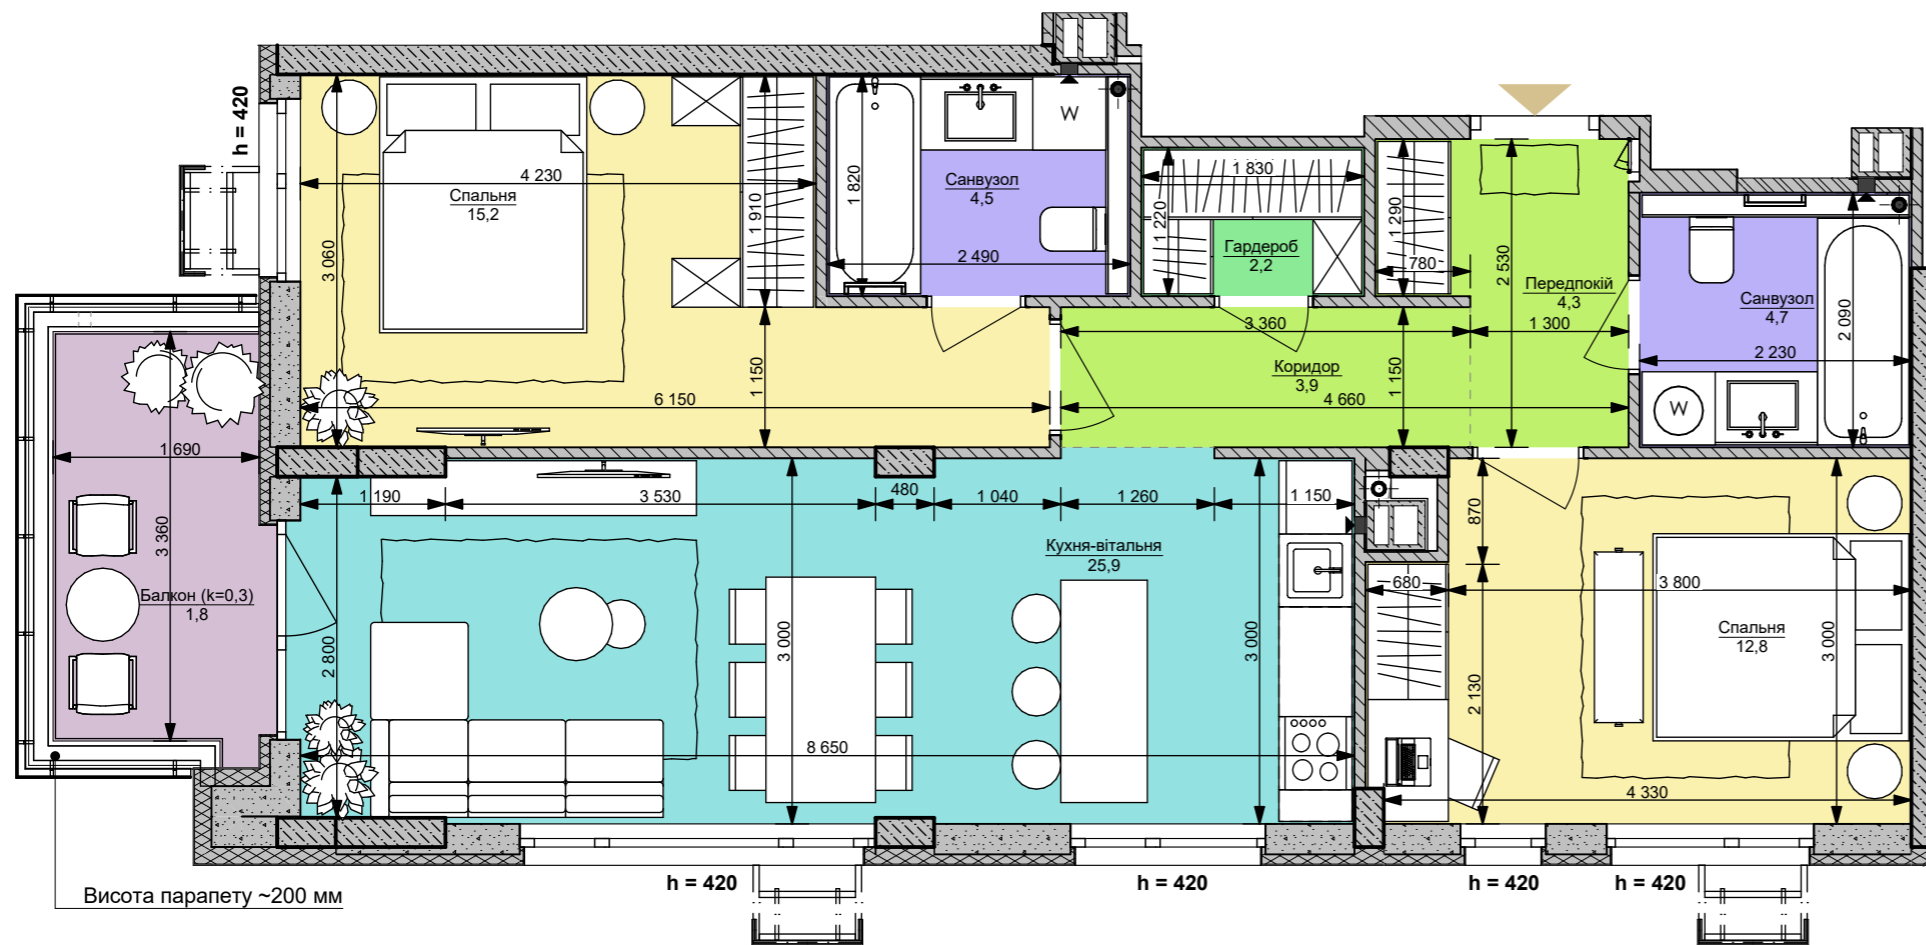 h = 420
4 230
Спальня
15,2
3 060
1 910
1 820
Санвузол
4,5
2 490
W
1 830
1 220
Гардероб
2,2
1 290
780
2 530
Передпокій
4,3
1 300
Санвузол
4,7
2 090
2 230
W
3 360
1 150
Коридор
3,9
1 150
4 660
6 150
1 690
3 360
Балкон (k=0,3)
1,8
1 190
3 530
480
1 040
1 260
1 150
Кухня-вітальня
25,9
2 800
3 000
3 000
8 650
870
680
3 800
Спальня
12,8
3 000
2 130
4 330
h = 420
h = 420
h = 420
h = 420
Висота парапету ~200 мм